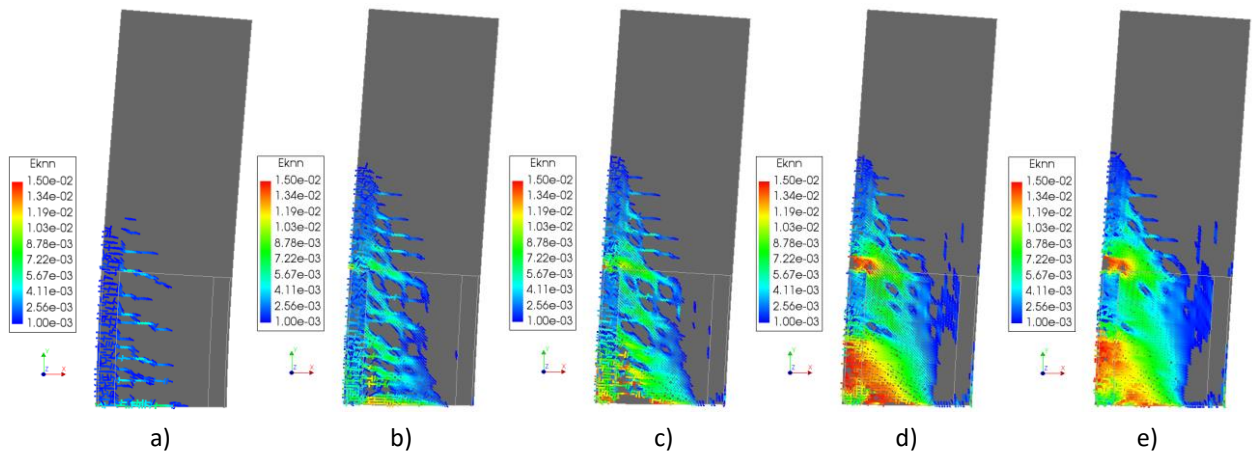 Eknn
1.50e-02
1.34e-02
1.19e-02
1.03e-02
8.78e-03
7.22e-03
5.67e-03
4.11e-03
2.56e-03
1.00e-03
Y
Z
X
a)
Eknn
1.50e-02
1.34e-02
1.19e-02
1.03e-02
8.78e-03
7.22e-03
5.67e-03
4.11e-03
2.56e-03
1.00e-03
Y
Z
X
b)
Eknn
1.50e-02
1.34e-02
1.19e-02
1.03e-02
8.78e-03
7.22e-03
5.67e-03
4.11e-03
2.56e-03
1.00e-03
Y
Z
X
c)
Eknn
1.50e-02
1.34e-02
1.19e-02
1.03e-02
8.78e-03
7.22e-03
5.67e-03
4.11e-03
2.56e-03
1.00e-03
Y
Z
X
d)
Eknn
1.50e-02
1.34e-02
1.19e-02
1.03e-02
8.78e-03
7.22e-03
5.67e-03
4.11e-03
2.56e-03
1.00e-03
Y
Z
X
e)